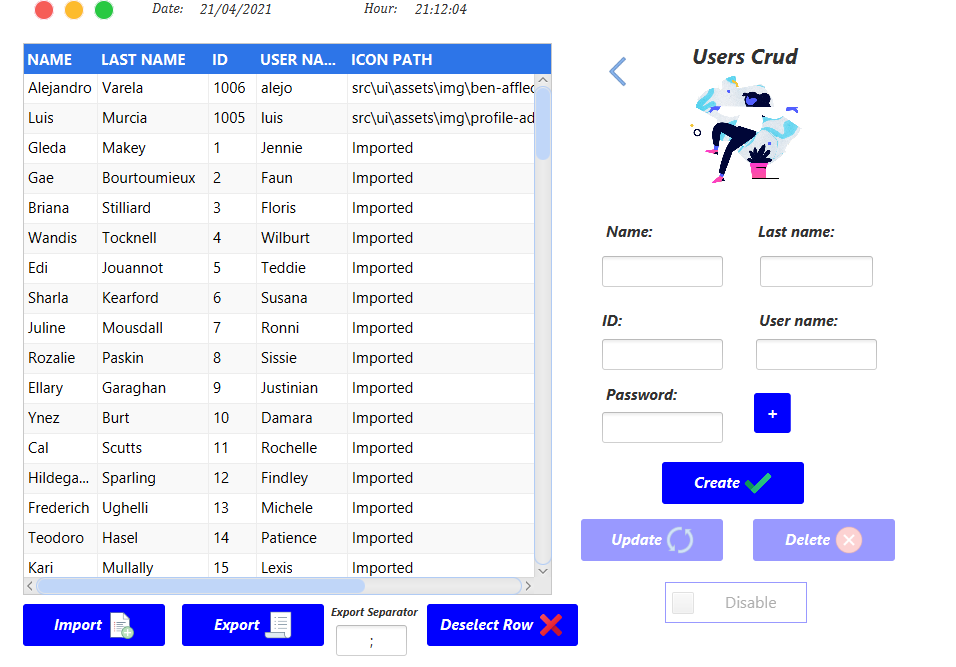 Date: 21/04/2021 Hour: 21:12:04
Users Crud
NAME LAST NAME ID USER NA... ICON PATH
Alejandro Varela 1006 alejo src\ui\assets\img\ben-afflec
Luis Murcia 1005 luis src\ui\assets\img\profile-ad
Gleda Makey 1 Jennie Imported
Gae Bourtoumieux 2 Faun Imported
Briana Stilliard 3 Floris Imported
Wandis Tocknell 4 Wilburt Imported
Edi Jouannot 5 Teddie Imported
Sharla Kearford 6 Susana Imported
Juline Mousdall 7 Ronni Imported
Rozalie Paskin 8 Sissie Imported
Ellary Garaghan 9 Justinian Imported
Ynez Burt 10 Damara Imported
Cal Scutts 11 Rochelle Imported
Hildega... Sparling 12 Findley Imported
Frederich Ughelli 13 Michele Imported
Teodoro Hasel 14 Patience Imported
Kari Mullally 15 Lexis Imported
Import Export Export Separator ; Deselect Row
Name: Last name:
ID: User name:
Password: +
Create
Update Delete
Disable